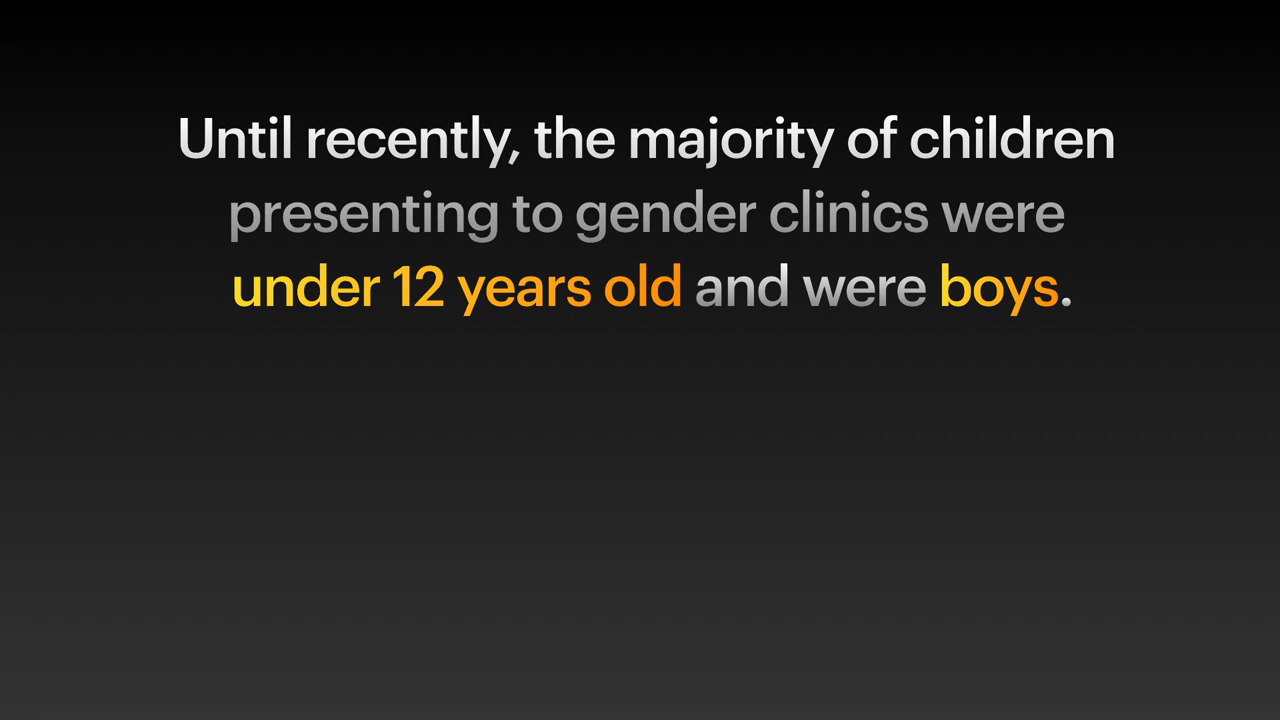 Until recently, the majority of children
presenting to gender clinics were
under 12 years old and were boys.